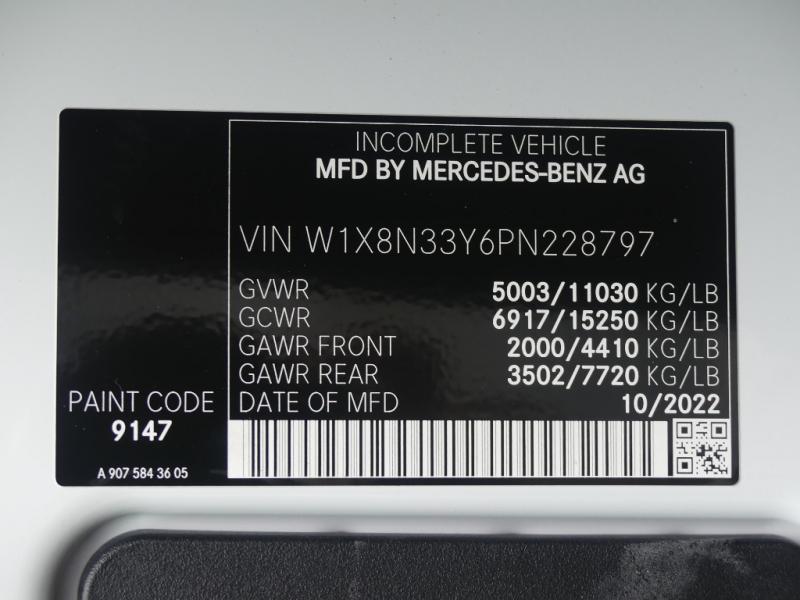 INCOMPLETE VEHICLE
MFD BY MERCEDES-BENZ AG
VIN W1X8N33Y6PN228797
GVWR 5003/11030 KG/LB
GCWR 6917/15250 KG/LB
GAWR FRONT 2000/4410 KG/LB
GAWR REAR 3502/7720 KG/LB
DATE OF MFD 10/2022
PAINT CODE
9147
A 907 584 36 05